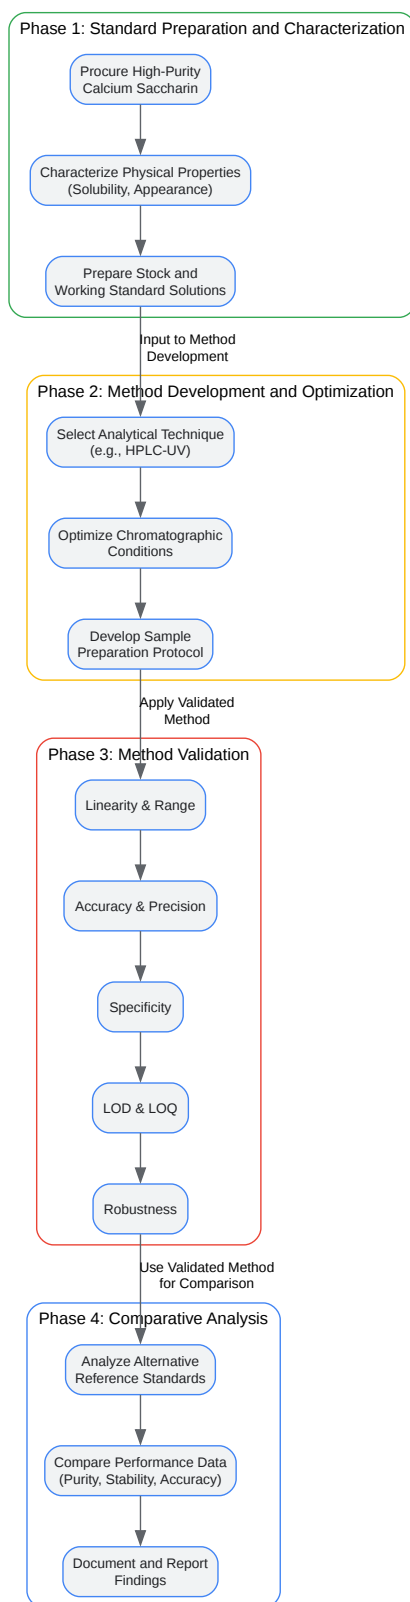 Phase 1: Standard Preparation and Characterization
Procure High-Purity
Calcium Saccharin
Characterize Physical Properties
(Solubility, Appearance)
Prepare Stock and
Working Standard Solutions
Input to Method
Development
Phase 2: Method Development and Optimization
Select Analytical Technique
(e.g., HPLC-UV)
Optimize Chromatographic
Conditions
Develop Sample
Preparation Protocol
Apply Validated
Method
Phase 3: Method Validation
Linearity & Range
Accuracy & Precision
Specificity
LOD & LOQ
Robustness
Use Validated Method
for Comparison
Phase 4: Comparative Analysis
Analyze Alternative
Reference Standards
Compare Performance Data
(Purity, Stability, Accuracy)
Document and Report
Findings